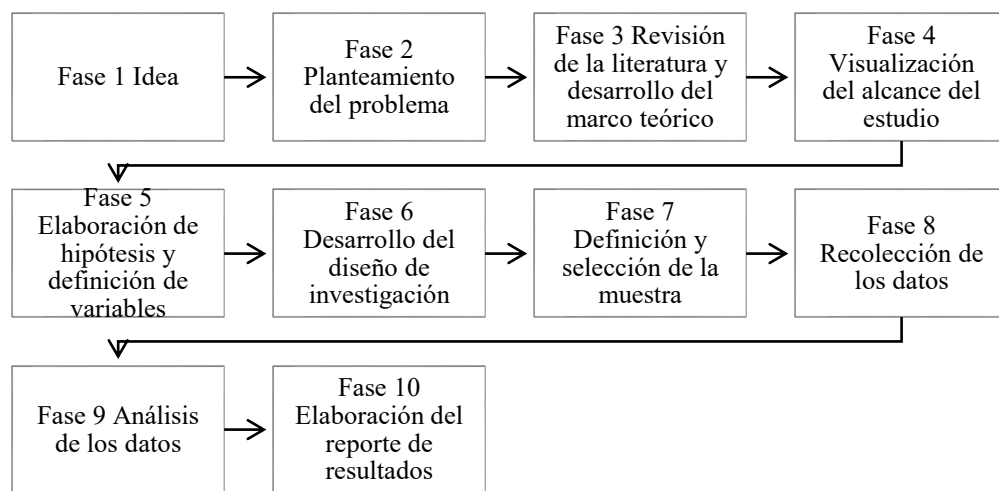 Fase 1 Idea
Fase 2
Planteamiento
del problema
Fase 3 Revisión
de la literatura y
desarrollo del
marco teórico
Fase 4
Visualización
del alcance del
estudio
Fase 5
Elaboración de
hipótesis y
definición de
variables
Fase 6
Desarrollo del
diseño de
investigación
Fase 7
Definición y
selección de la
muestra
Fase 8
Recolección de
los datos
Fase 9 Análisis
de los datos
Fase 10
Elaboración del
reporte de
resultados